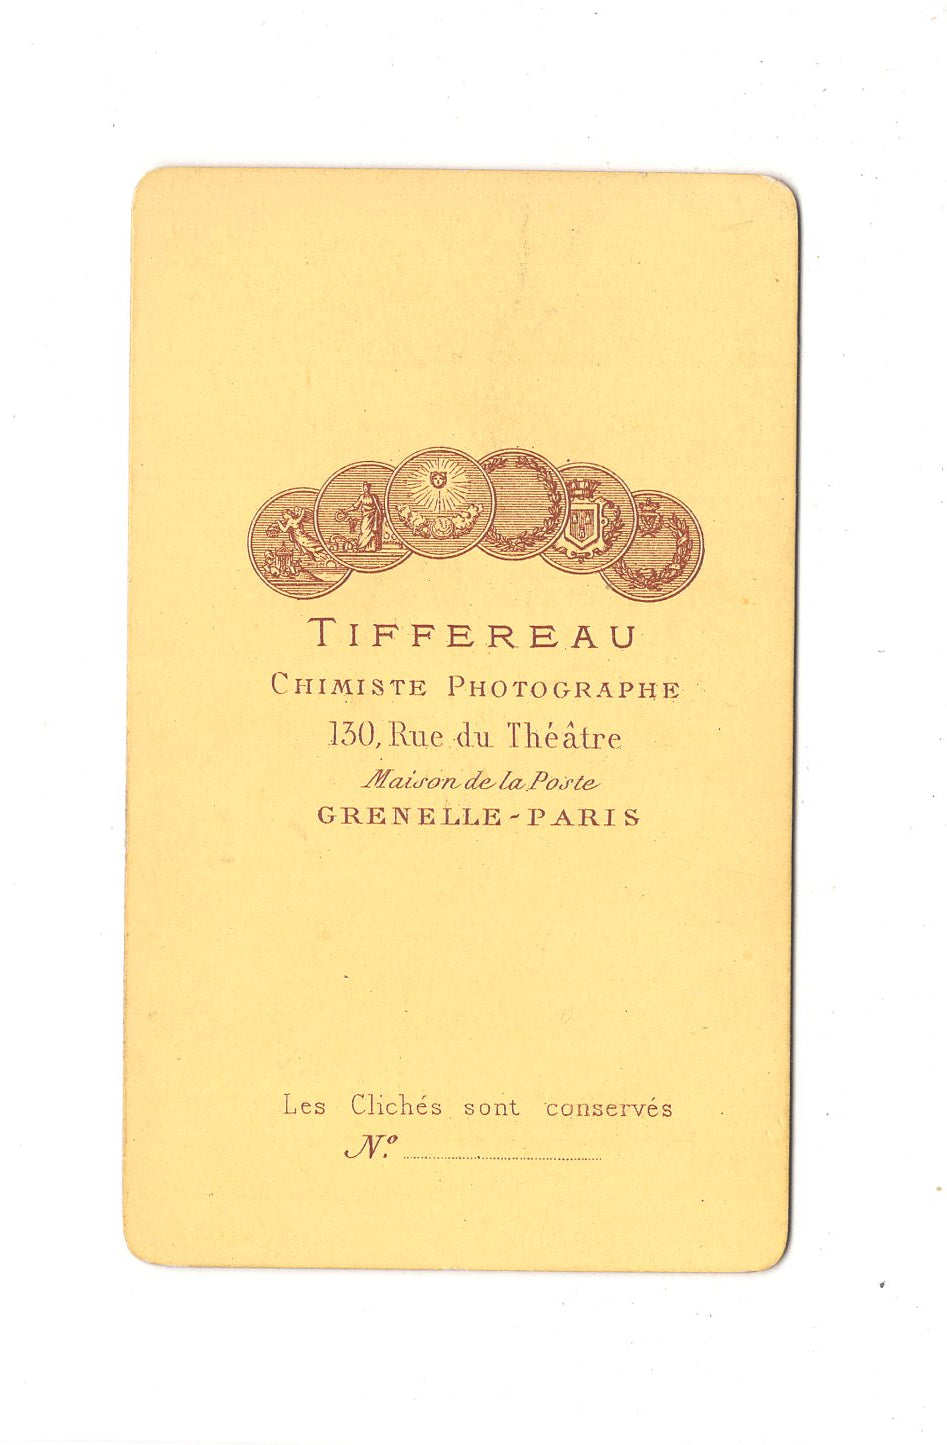 TIFFEREAU
CHIMISTE PHOTOGRAPHE
130, Rue du Théâtre
Maison de la Poste
GRENELLE-PARIS
Les Clichés sont conservés
N.º